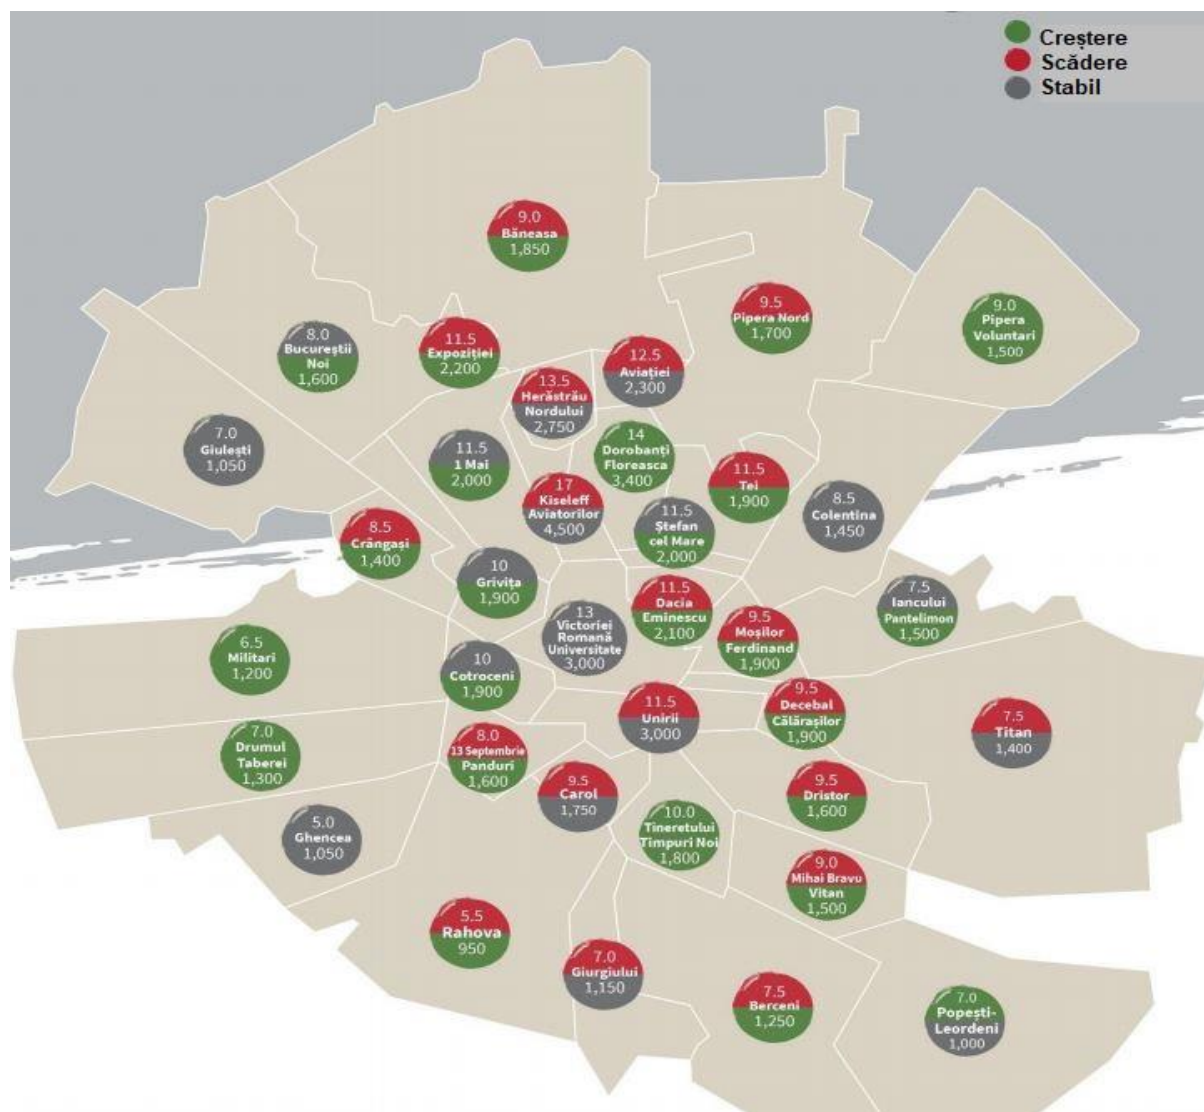 Creștere
Scădere
Stabil
9.0
Băneasa
1,850
9.5
Pipera Nord
1,700
9.0
Pipera
Voluntari
1,500
8.0
Bucureștii
Noi
1,600
11.5
Expoziției
2,200
12.5
Aviației
2,300
13.5
Herăstrău
Nordului
2,750
7.0
Giulești
1,050
11.5
1 Mai
2,000
14
Dorobanți
Floreasca
3,400
11.5
Tei
1,900
17
Kiseleff
Aviatorilor
4,500
8.5
Colentina
1,450
11.5
Ștefan
cel Mare
2,000
8.5
Crângași
1,400
10
Grivița
1,900
7.5
Iancului
Pantelimon
1,500
11.5
Dacia
Eminescu
2,100
13
Victoriei
Romană
Universitate
3,000
9.5
Moșilor
Ferdinand
1,900
6.5
Militari
1,200
10
Cotroceni
1,900
11.5
Unirii
3,000
9.5
Decebal
Călărașilor
1,900
7.5
Titan
1,400
7.0
Drumul
Taberei
1,300
8.0
13 Septembrie
Panduri
1,600
9.5
Carol
1,750
9.5
Dristor
1,600
5.0
Ghencea
1,050
10.0
Tineretului
Timpuri Noi
1,800
9.0
Mihai Bravu
Vitan
1,500
5.5
Rahova
950
7.0
Giurgiului
1,150
7.5
Berceni
1,250
7.0
Popești-
Leordeni
1,000